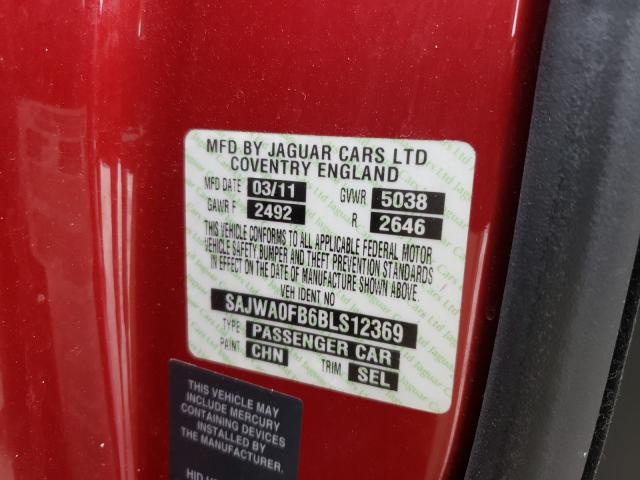 MFD BY JAGUAR CARS LTD
COVENTRY ENGLAND
MFD DATE 03/11 GVWR 5038
GAWR F 2492 R 2646
THIS VEHICLE CONFORMS TO ALL APPLICABLE FEDERAL MOTOR
VEHICLE SAFETY BUMPER AND THEFT PREVENTION STANDARDS
IN EFFECT ON THE DATE OF MANUFACTURE SHOWN ABOVE.
VEH IDENT NO
SAJWA0FB6BLS12369
TYPE PASSENGER CAR
PAINT CHN TRIM SEL
THIS VEHICLE MAY
INCLUDE MERCURY
CONTAINING DEVICES
INSTALLED BY
THE MANUFACTURER.